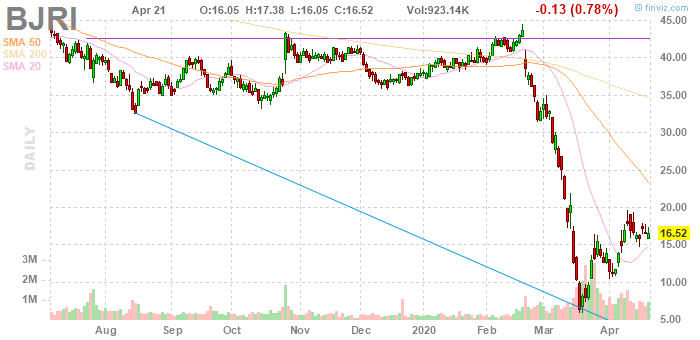 BJRI
Apr 21
O:16.05 H:17.38 L:16.05 C:16.52
Vol:923.14K
-0.13 (0.78%)
© finviz.com
SMA 50
SMA 200
SMA 20
DAILY
45.00
40.00
35.00
30.00
25.00
20.00
16.52
15.00
10.00
5.00
3M
2M
1M
Aug Sep Oct Nov Dec 2020 Feb Mar Apr